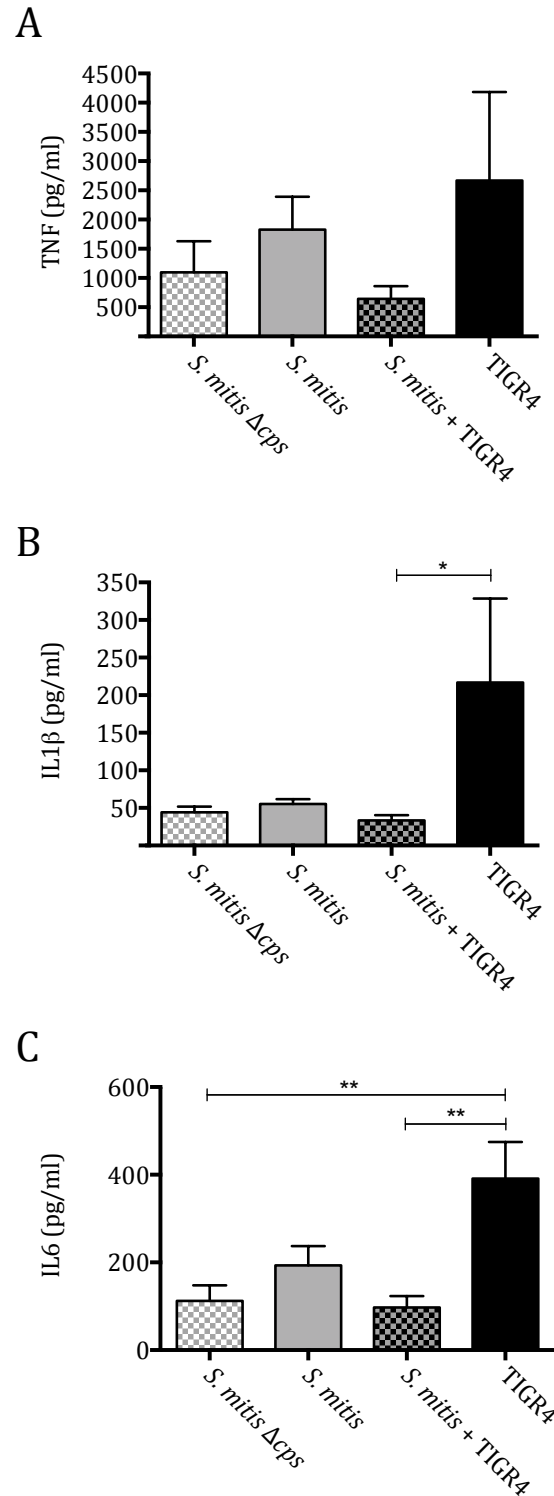 A
TNF (pg/ml)
4500
4000
3500
3000
2500
2000
1500
1000
500
S. mitis Δcps
S. mitis
S. mitis + TIGR4
TIGR4
B
IL1β (pg/ml)
*
350
300
250
200
150
100
50
S. mitis Δcps
S. mitis
S. mitis + TIGR4
TIGR4
C
IL6 (pg/ml)
**
**
600
400
200
0
S. mitis Δcps
S. mitis
S. mitis + TIGR4
TIGR4